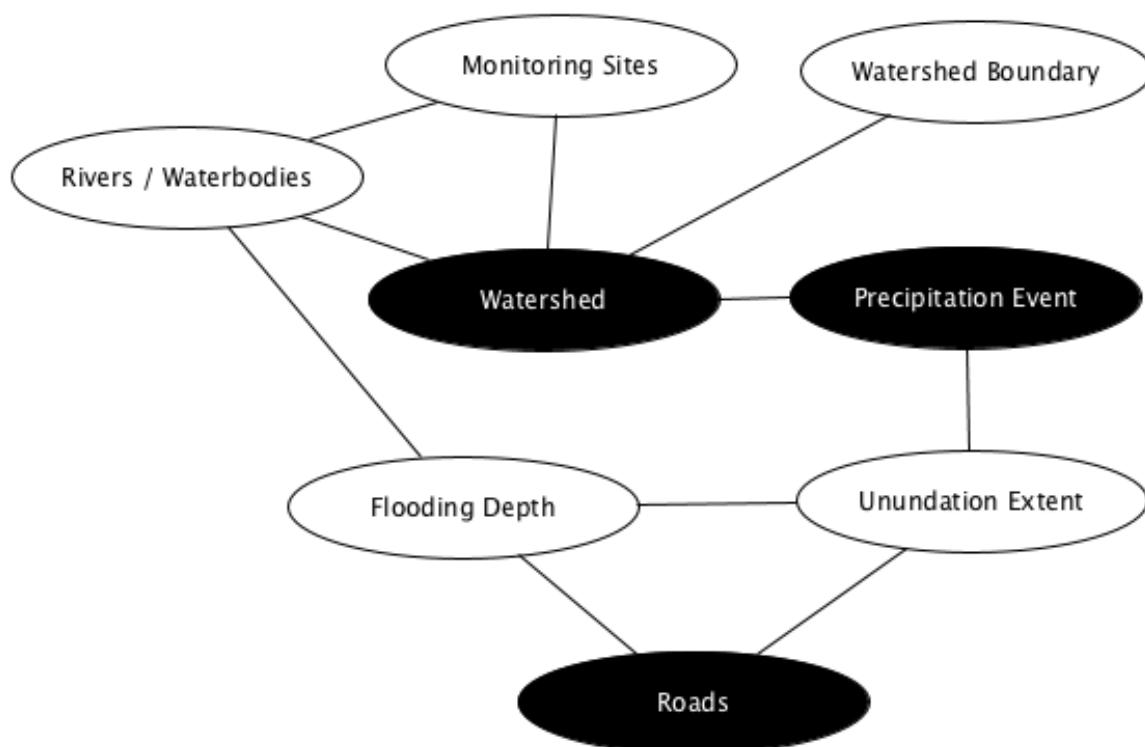 Monitoring Sites
Watershed Boundary
Rivers / Waterbodies
Watershed
Precipitation Event
Flooding Depth
Unundation Extent
Roads